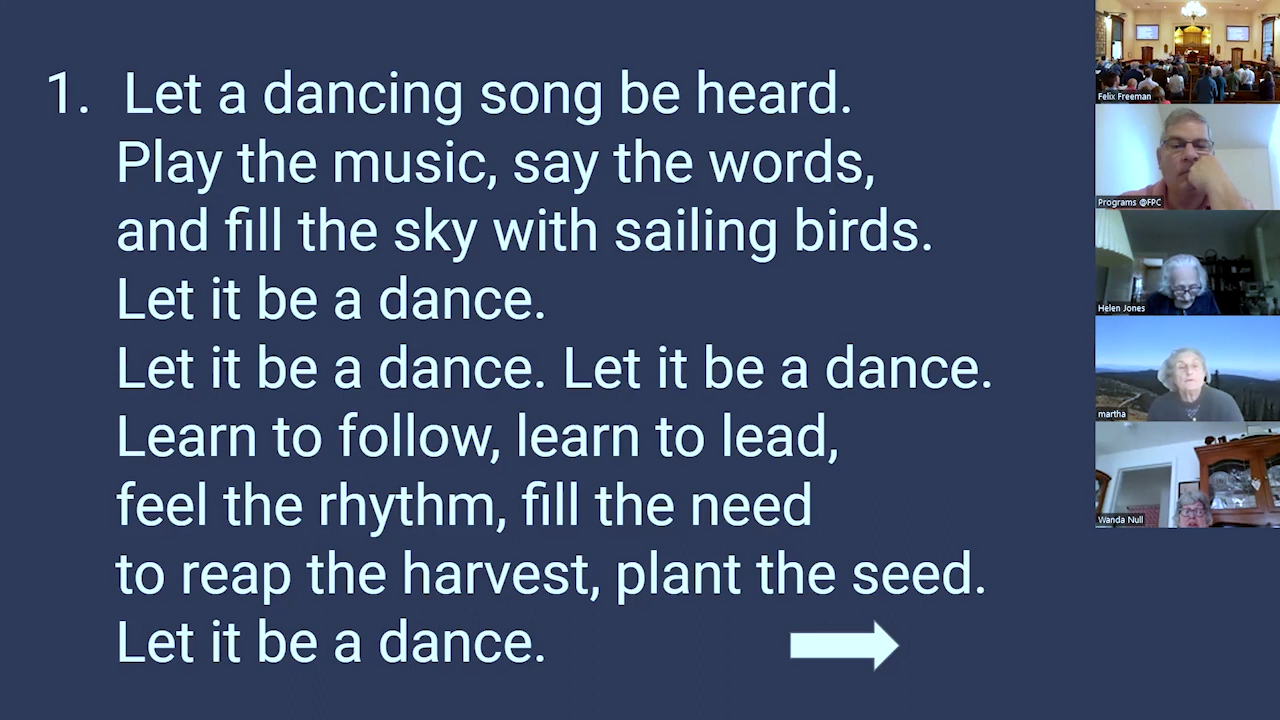 1. Let a dancing song be heard.
Play the music, say the words,
and fill the sky with sailing birds.
Let it be a dance.
Let it be a dance. Let it be a dance.
Learn to follow, learn to lead,
feel the rhythm, fill the need
to reap the harvest, plant the seed.
Let it be a dance.
Felix Freeman
Programs @FPC
Helen Jones
martha
Wanda Null